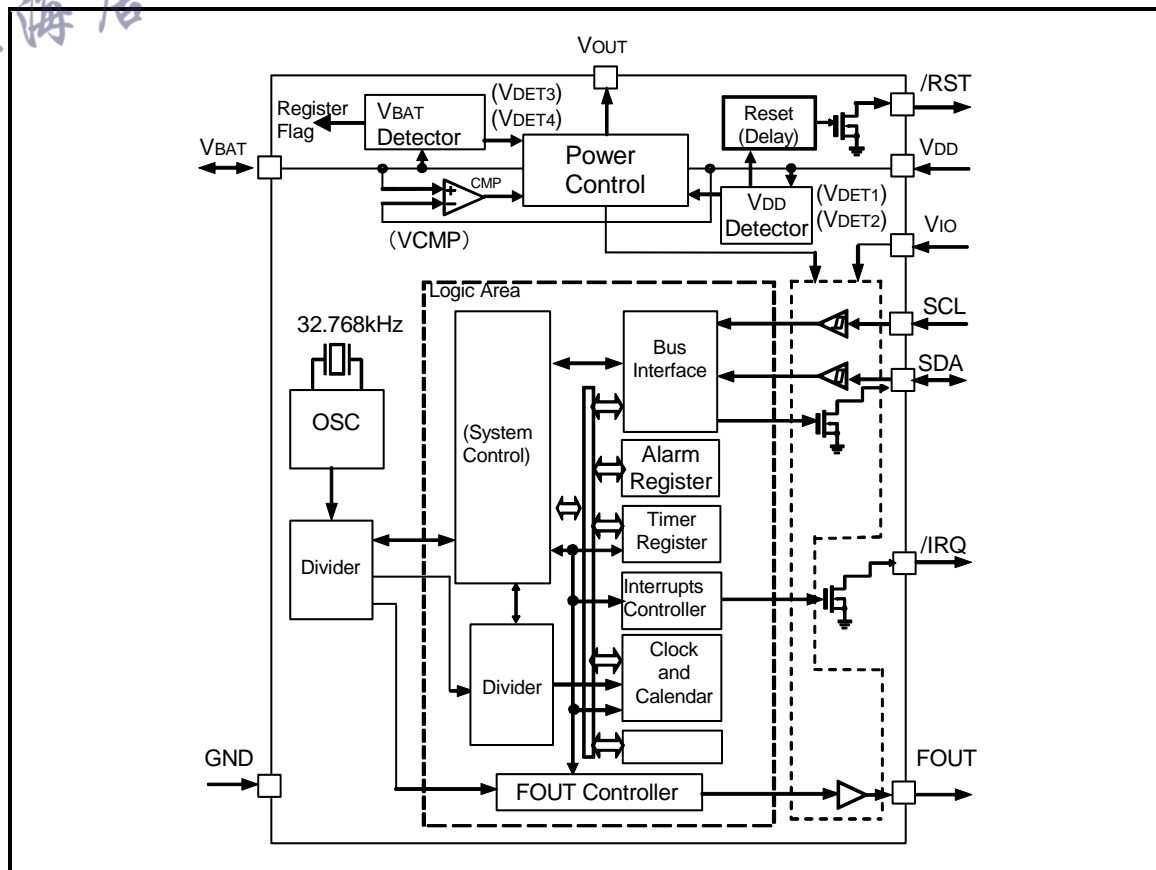 VOUT
/RST
Register
Flag
VBAT
Detector
(VDET3)
(VDET4)
Reset
(Delay)
VBAT
Power
Control
VDD
CMP
+
−
VDD
Detector
(VDET1)
(VDET2)
(VCMP)
VIO
Logic Area
32.768kHz
SCL
Bus
Interface
SDA
OSC
(System
Control)
Alarm
Register
Timer
Register
/IRQ
Divider
Interrupts
Controller
Clock
and
Calendar
Divider
GND
FOUT
FOUT Controller